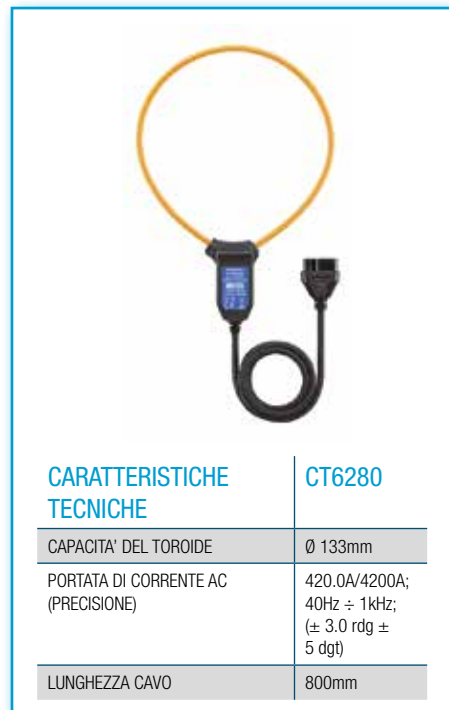 CARATTERISTICHE
TECNICHE
CT6280
CAPACITA' DEL TOROIDE
Ø 133mm
PORTATA DI CORRENTE AC
(PRECISIONE)
420.0A/4200A;
40Hz ÷ 1kHz;
(± 3.0 rdg ±
5 dgt)
LUNGHEZZA CAVO
800mm